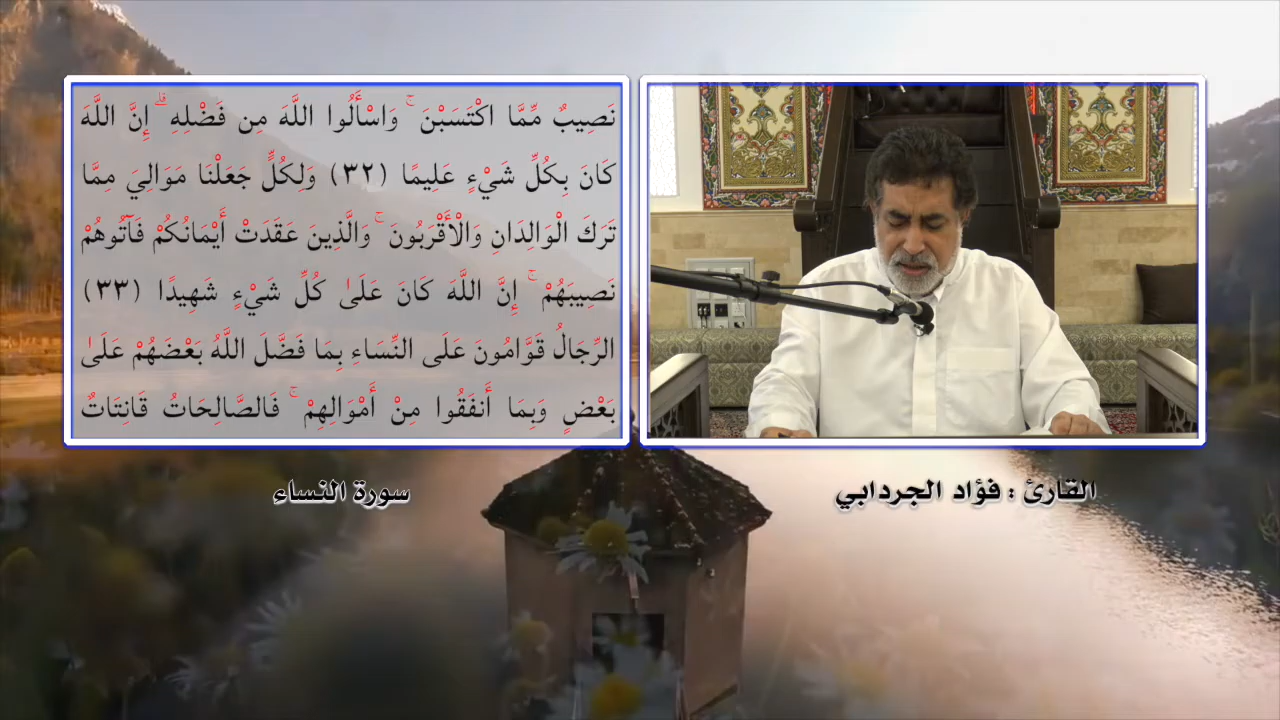 نَصِيبٌ مِّمَّا اكْتَسَبْنَ ۚ وَاسْأَلُوا اللَّهَ مِن فَضْلِهِ ۗ إِنَّ اللَّهَ
كَانَ بِكُلِّ شَيْءٍ عَلِيمًا (٣٢) وَلِكُلٍّ جَعَلْنَا مَوَالِيَ مِمَّا
تَرَكَ الْوَالِدَانِ وَالْأَقْرَبُونَ ۚ وَالَّذِينَ عَقَدَتْ أَيْمَانُكُمْ فَآتُوهُمْ
نَصِيبَهُمْ ۚ إِنَّ اللَّهَ كَانَ عَلَىٰ كُلِّ شَيْءٍ شَهِيدًا (٣٣)
الرِّجَالُ قَوَّامُونَ عَلَى النِّسَاءِ بِمَا فَضَّلَ اللَّهُ بَعْضَهُمْ عَلَىٰ
بَعْضٍ وَبِمَا أَنفَقُوا مِنْ أَمْوَالِهِمْ ۚ فَالصَّالِحَاتُ قَانِتَاتٌ
القارئ : فؤاد الجردابي
سورة النساء